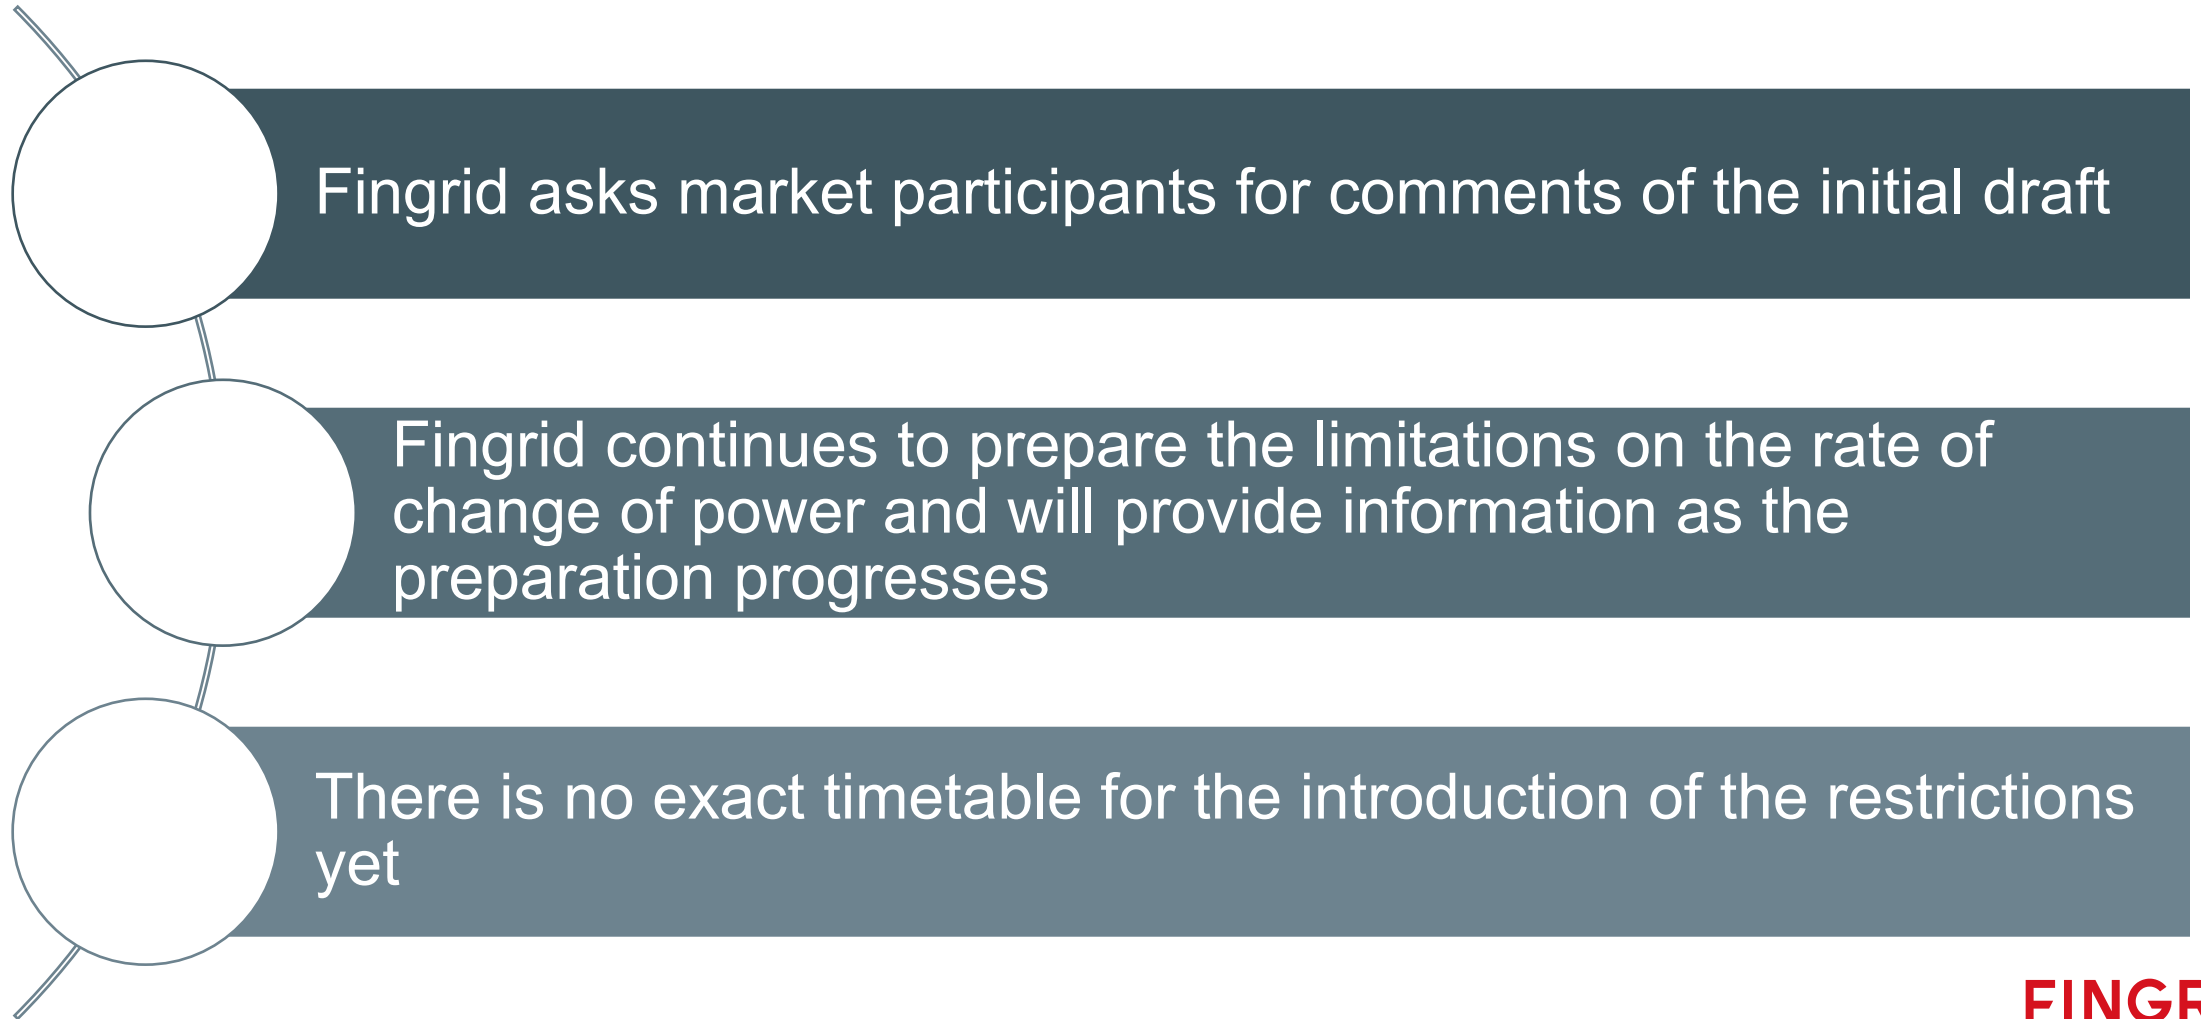 Fingrid asks market participants for comments of the initial draft
Fingrid continues to prepare the limitations on the rate of
change of power and will provide information as the
preparation progresses
There is no exact timetable for the introduction of the restrictions
yet
FINGR